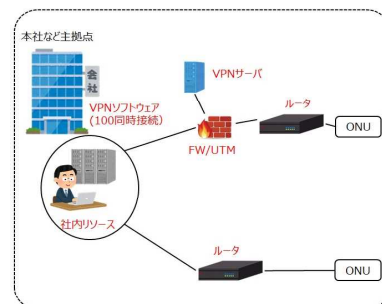 本社など主拠点
会社
VPNソフトウェア
(100同時接続)
VPNサーバ
ルータ
ONU
FW/UTM
社内リソース
ルータ
ONU